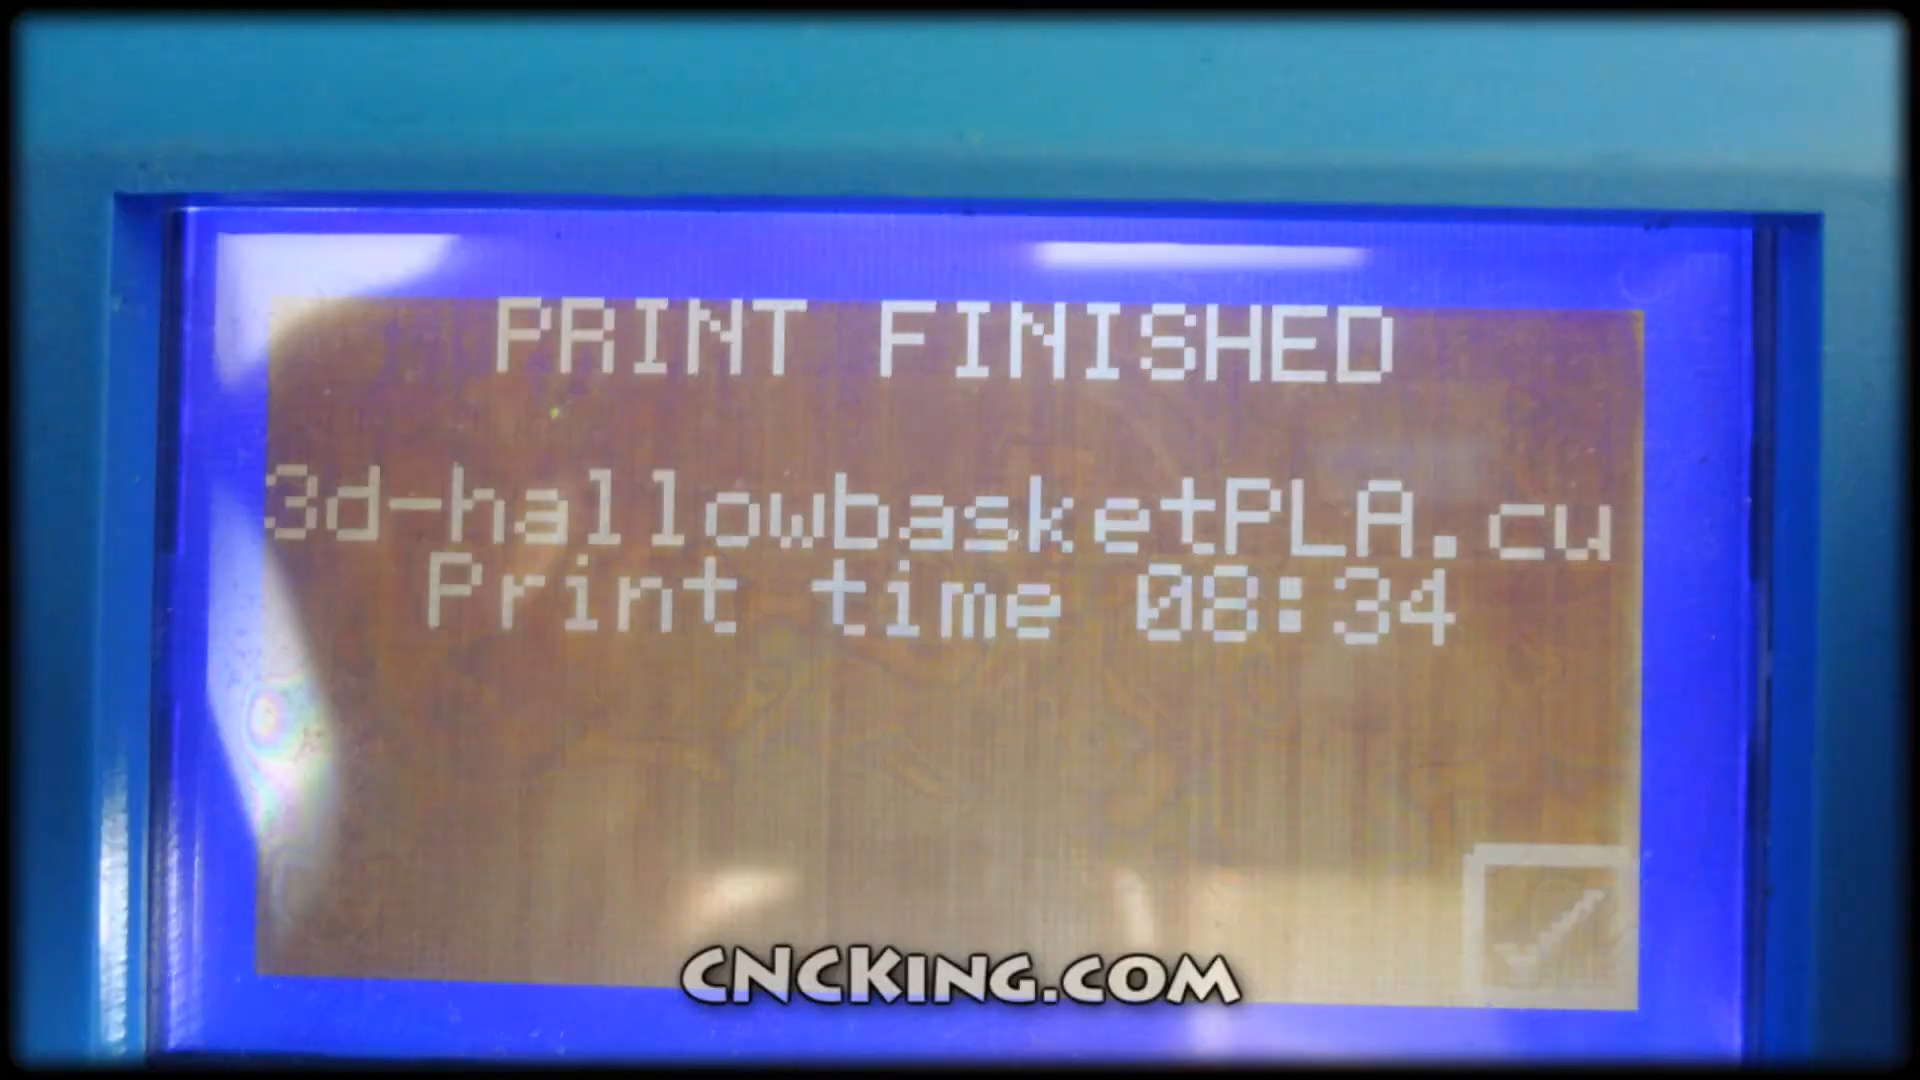 PRINT FINISHED
3d-hallowbasketPLA.cu
Print time 08:34
CNCKING.COM